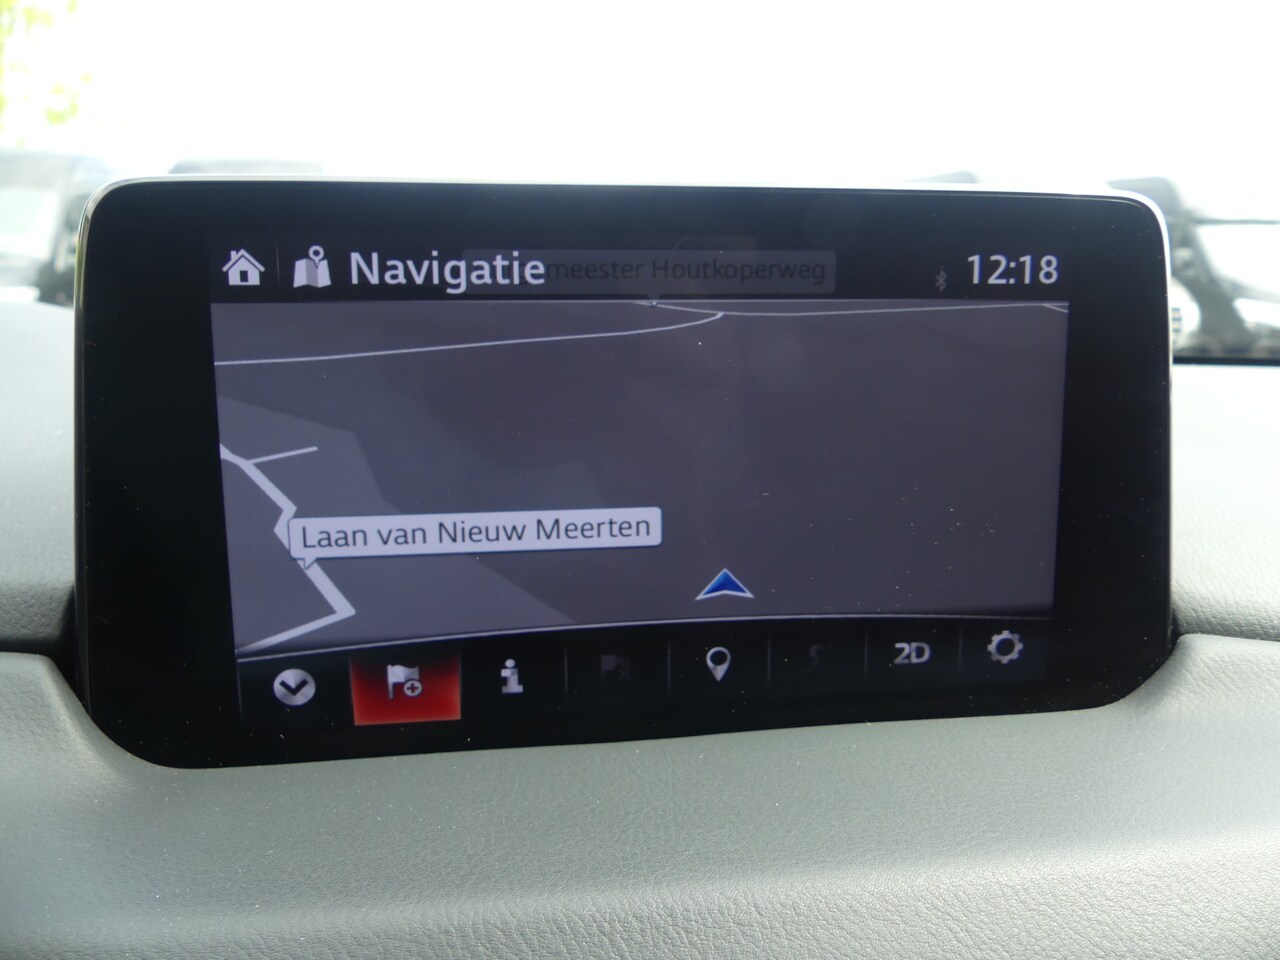 Navigatie
meester Houtkoperweg
12:18
Laan van Nieuw Meerten
2D